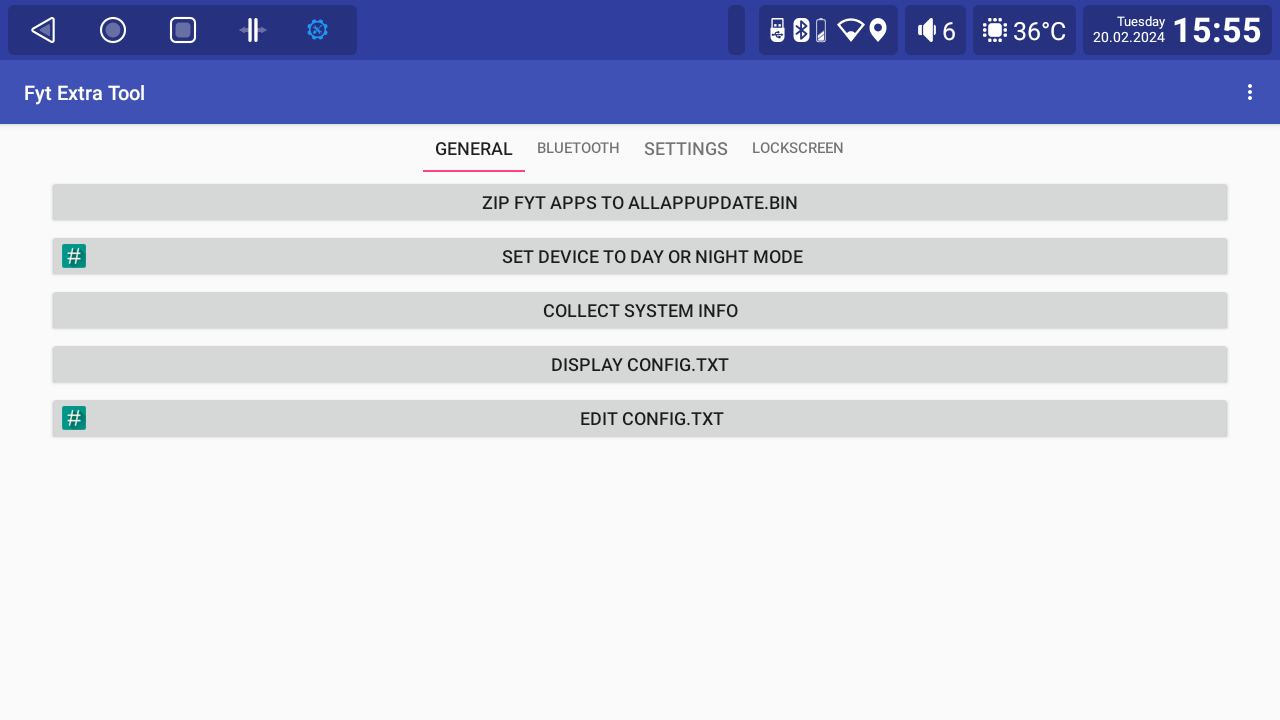 6
36°C
Tuesday
20.02.2024
15:55
Fyt Extra Tool
GENERAL
BLUETOOTH
SETTINGS
LOCKSCREEN
ZIP FYT APPS TO ALLAPPUPDATE.BIN
# SET DEVICE TO DAY OR NIGHT MODE
COLLECT SYSTEM INFO
DISPLAY CONFIG.TXT
# EDIT CONFIG.TXT